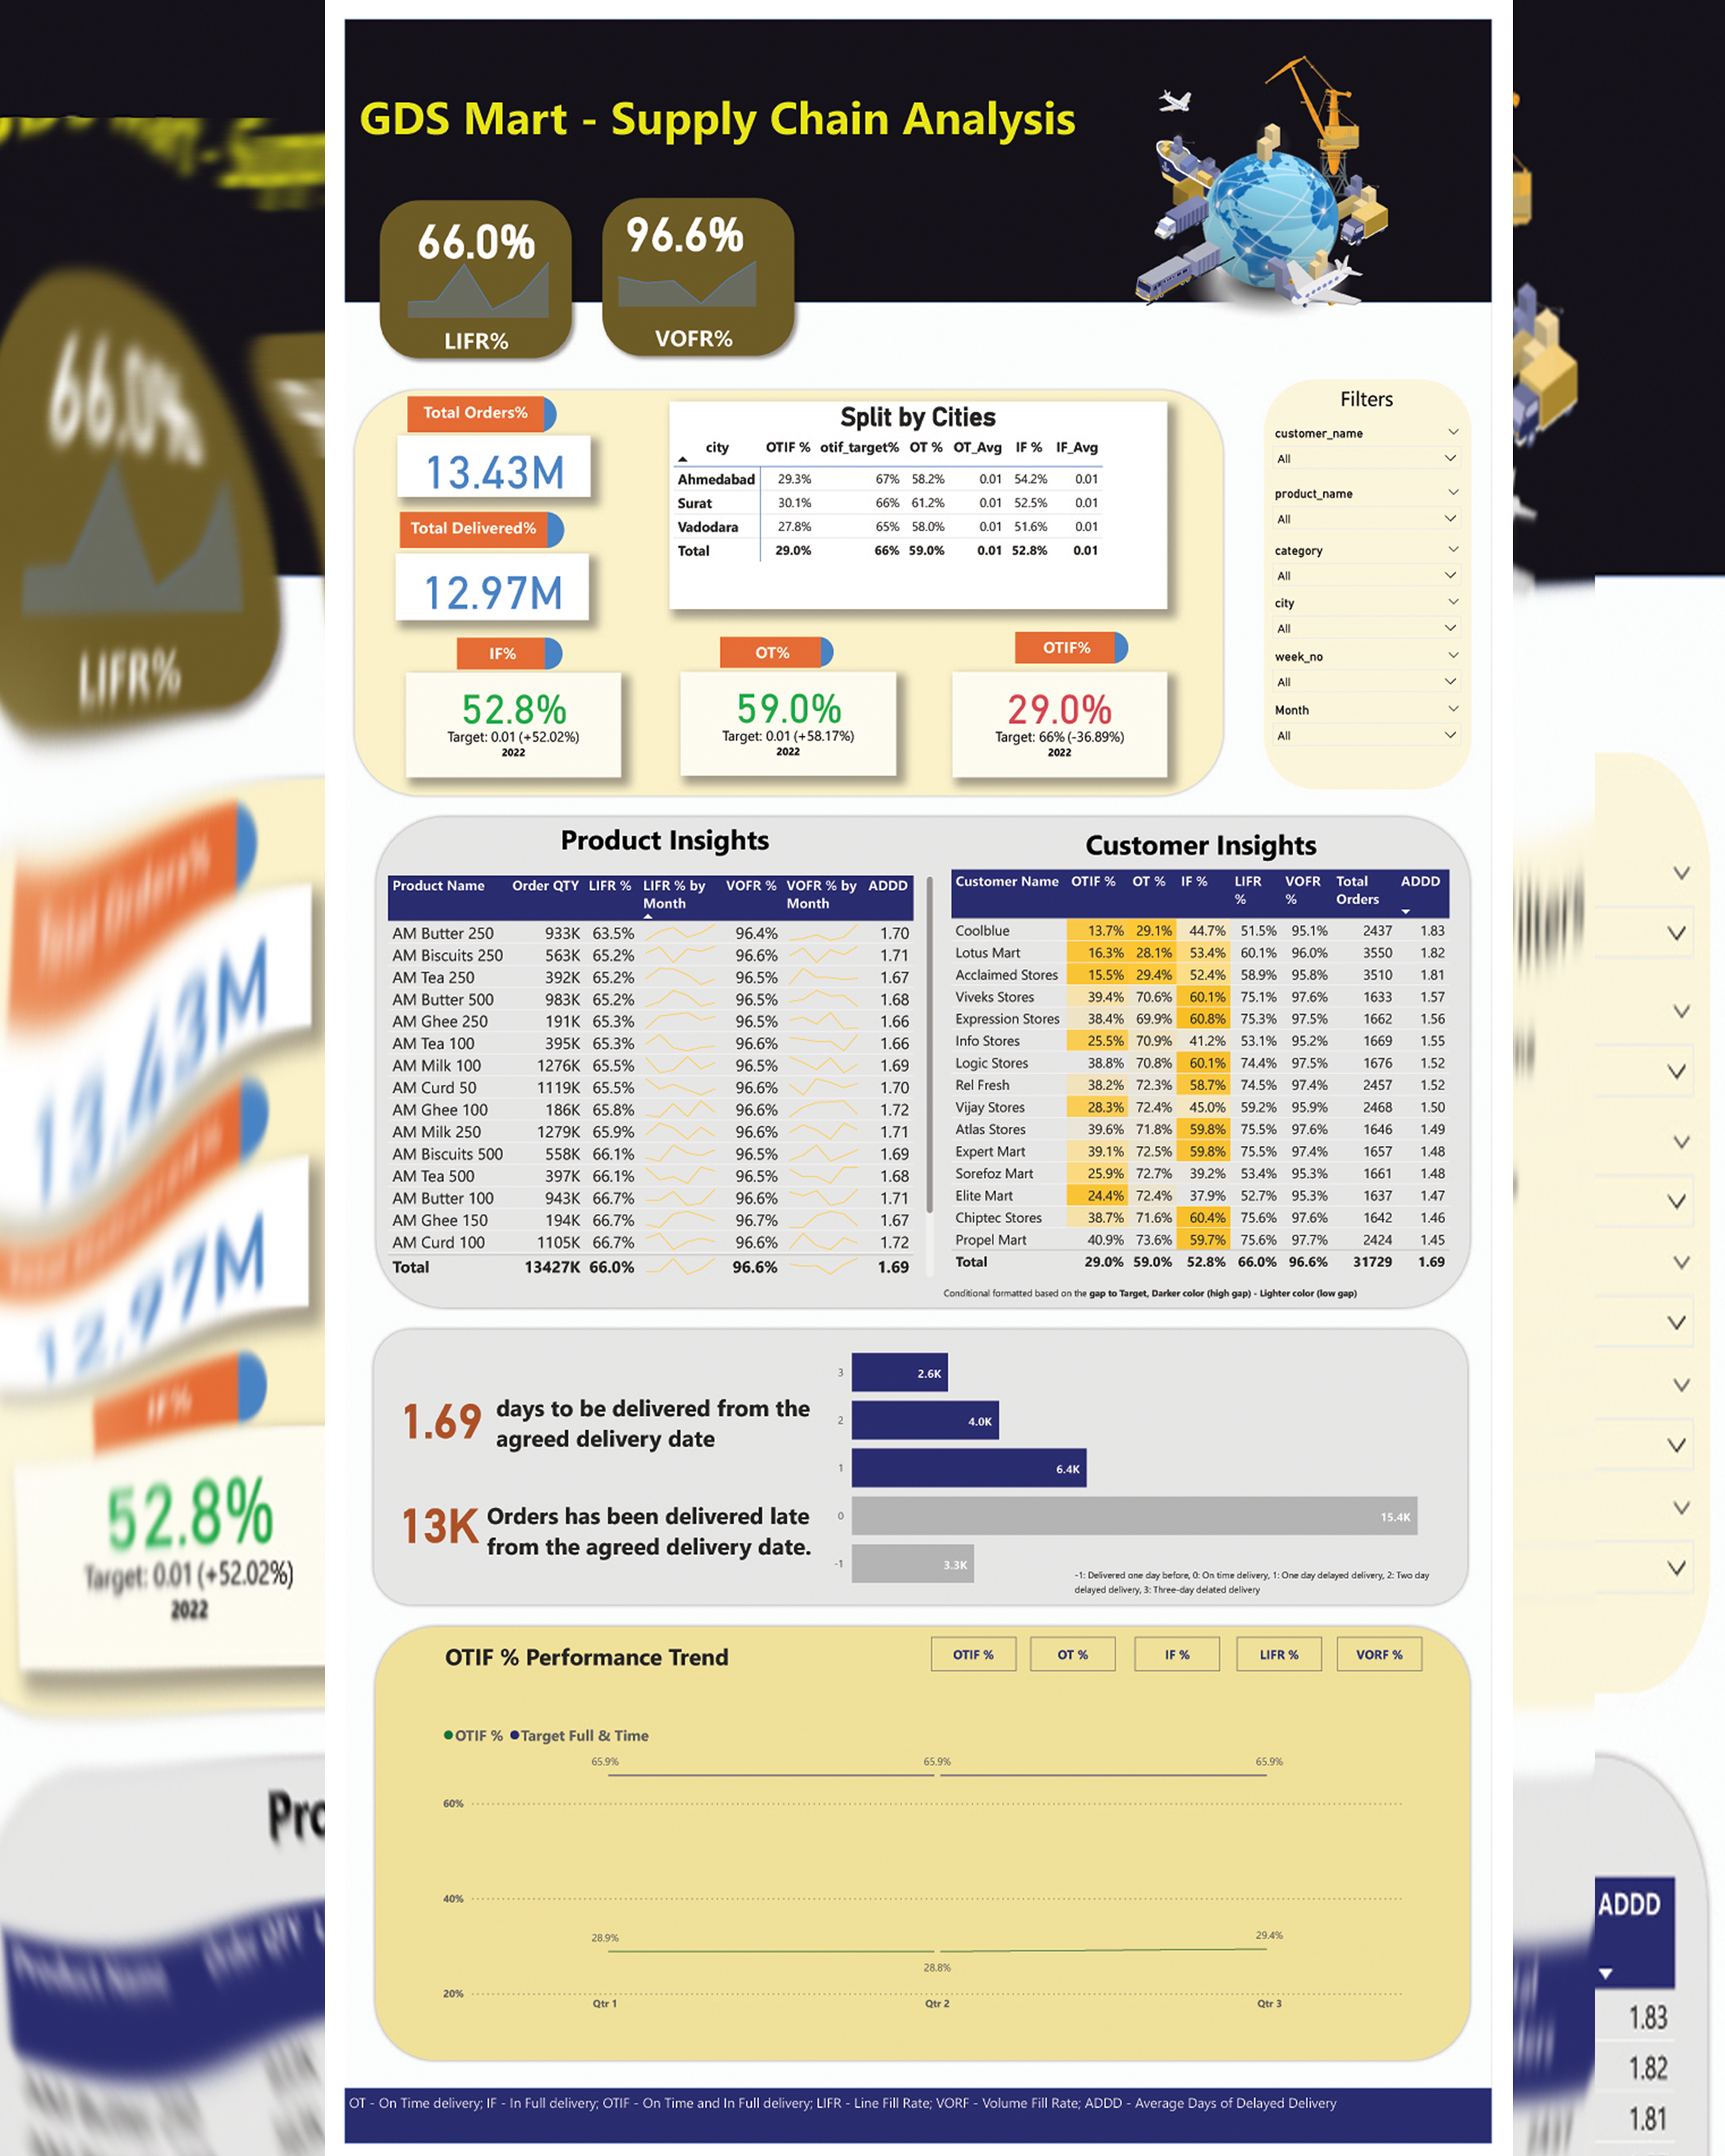 GDS Mart - Supply Chain Analysis
66.0%
LIFR%
96.6%
VOFR%
Total Orders%
13.43M
Total Delivered%
12.97M
Split by Cities
city OTIF % otif_target% OT % OT_Avg IF % IF_Avg
Ahmedabad 29.3% 67% 58.2% 0.01 54.2% 0.01
Surat 30.1% 66% 61.2% 0.01 52.5% 0.01
Vadodara 27.8% 65% 58.0% 0.01 51.6% 0.01
Total 29.0% 66% 59.0% 0.01 52.8% 0.01
IF%
52.8%
Target: 0.01 (+52.02%)
2022
OT%
59.0%
Target: 0.01 (+58.17%)
2022
OTIF%
29.0%
Target: 66% (-36.89%)
2022
Filters
customer_name
All
product_name
All
category
All
city
All
week_no
All
Month
All
Product Insights
Product Name Order QTY LIFR % LIFR % by Month VOFR % VOFR % by Month ADDD
AM Butter 250 933K 63.5% 96.4% 1.70
AM Biscuits 250 563K 65.2% 96.6% 1.71
AM Tea 250 392K 65.2% 96.5% 1.67
AM Butter 500 983K 65.2% 96.5% 1.68
AM Ghee 250 191K 65.3% 96.5% 1.66
AM Tea 100 395K 65.3% 96.6% 1.66
AM Milk 100 1276K 65.5% 96.5% 1.69
AM Curd 50 1119K 65.5% 96.6% 1.70
AM Ghee 100 186K 65.8% 96.6% 1.72
AM Milk 250 1279K 65.9% 96.6% 1.71
AM Biscuits 500 558K 66.1% 96.5% 1.69
AM Tea 500 397K 66.1% 96.5% 1.68
AM Butter 100 943K 66.7% 96.6% 1.71
AM Ghee 150 194K 66.7% 96.7% 1.67
AM Curd 100 1105K 66.7% 96.6% 1.72
Total 13427K 66.0% 96.6% 1.69
Customer Insights
Customer Name OTIF % OT % IF % LIFR % VOFR % Total Orders ADDD
Coolblue 13.7% 29.1% 44.7% 51.5% 95.1% 2437 1.83
Lotus Mart 16.3% 28.1% 53.4% 60.1% 96.0% 3550 1.82
Acclaimed Stores 15.5% 29.4% 52.4% 58.9% 95.8% 3510 1.81
Viveks Stores 39.4% 70.6% 60.1% 75.1% 97.6% 1633 1.57
Expression Stores 38.4% 69.9% 60.8% 75.3% 97.5% 1662 1.56
Info Stores 25.5% 70.9% 41.2% 53.1% 95.2% 1669 1.55
Logic Stores 38.8% 70.8% 60.1% 74.4% 97.5% 1676 1.52
Rel Fresh 38.2% 72.3% 58.7% 74.5% 97.4% 2457 1.52
Vijay Stores 28.3% 72.4% 45.0% 59.2% 95.9% 2468 1.50
Atlas Stores 39.6% 71.8% 59.8% 75.5% 97.6% 1646 1.49
Expert Mart 39.1% 72.5% 59.8% 75.5% 97.4% 1657 1.48
Sorefoz Mart 25.9% 72.7% 39.2% 53.4% 95.3% 1661 1.48
Elite Mart 24.4% 72.4% 37.9% 52.7% 95.3% 1637 1.47
Chiptec Stores 38.7% 71.6% 60.4% 75.6% 97.6% 1642 1.46
Propel Mart 40.9% 73.6% 59.7% 75.6% 97.7% 2424 1.45
Total 29.0% 59.0% 52.8% 66.0% 96.6% 31729 1.69
Conditional formatted based on the gap to Target, Darker color (high gap) - Lighter color (low gap)
1.69 days to be delivered from the
agreed delivery date
13K Orders has been delivered late
from the agreed delivery date.
3 2.6K
2 4.0K
1 6.4K
0 15.4K
-1 3.3K
-1: Delivered one day before, 0: On time delivery, 1: One day delayed delivery, 2: Two day
delayed delivery, 3: Three-day delated delivery
OTIF % Performance Trend
OTIF % OT % IF % LIFR % VORF %
OTIF % Target Full & Time
65.9% 65.9% 65.9%
60%
40%
28.9% 28.8% 29.4%
20%
Qtr 1 Qtr 2 Qtr 3
OT - On Time delivery; IF - In Full delivery; OTIF - On Time and In Full delivery; LIFR - Line Fill Rate; VORF - Volume Fill Rate; ADDD - Average Days of Delayed Delivery
66.0%
LIFR%
13.43M
12.97M
IF%
52.8%
Target: 0.01 (+52.02%)
2022
Pro
ADDD
1.83
1.82
1.81